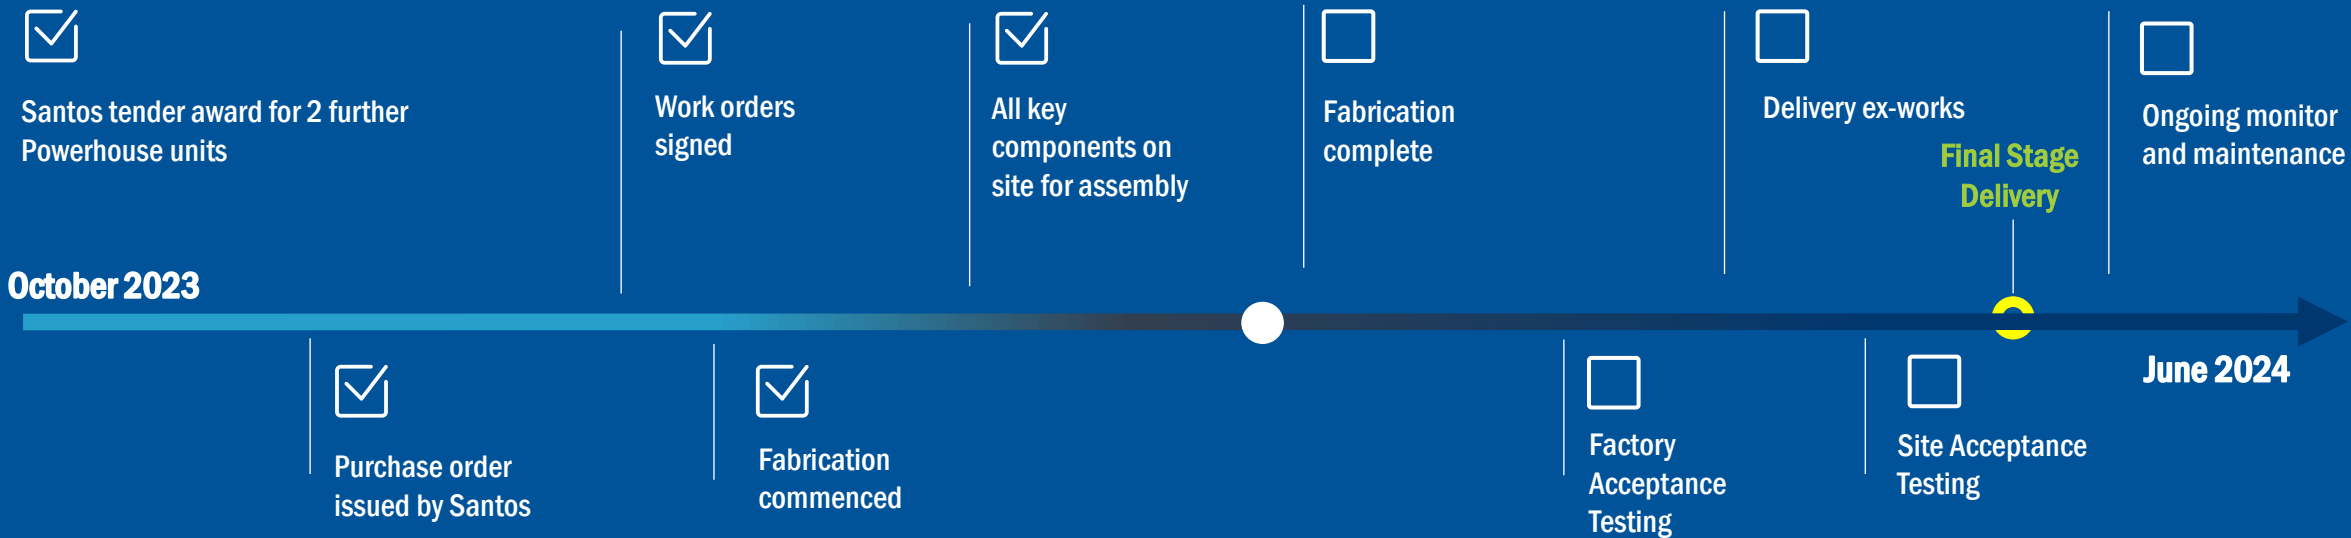 Santos tender award for 2 further
Powerhouse units
Work orders
signed
All key
components on
site for assembly
Fabrication
complete
Delivery ex-works
Final Stage
Delivery
Ongoing monitor
and maintenance
October 2023
June 2024
Purchase order
issued by Santos
Fabrication
commenced
Factory
Acceptance
Testing
Site Acceptance
Testing